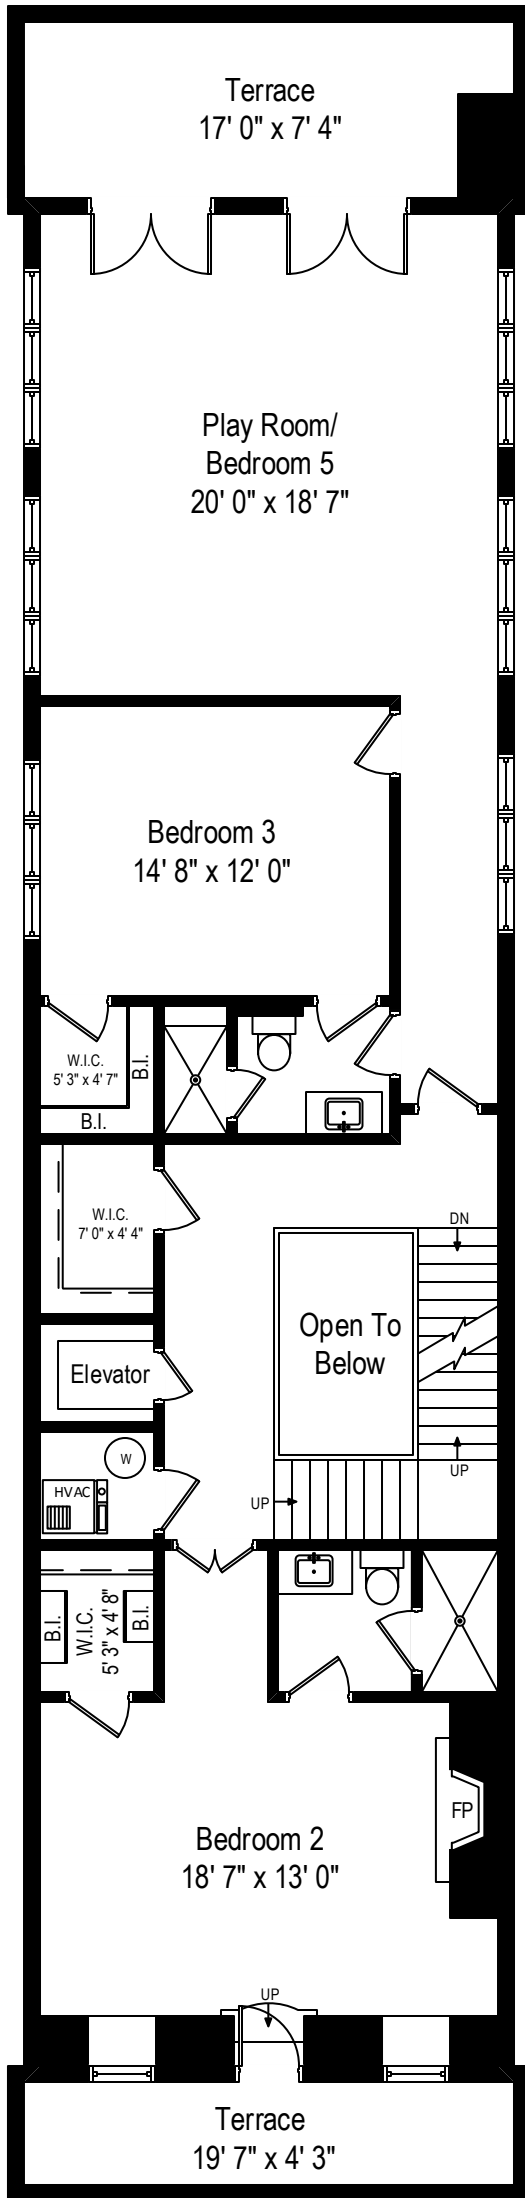 Terrace
17' 0" x 7' 4"
Play Room/
Bedroom 5
20' 0" x 18' 7"
Bedroom 3
14' 8" x 12' 0"
W.I.C.
5' 3" x 4' 7"
B.I.
B.I.
W.I.C.
7' 0" x 4' 4"
DN
Open To
Below
Elevator
W
HVAC
UP
UP
B.I.
W.I.C.
5' 3" x 4' 8"
B.I.
FP
Bedroom 2
18' 7" x 13' 0"
UP
Terrace
19' 7" x 4' 3"